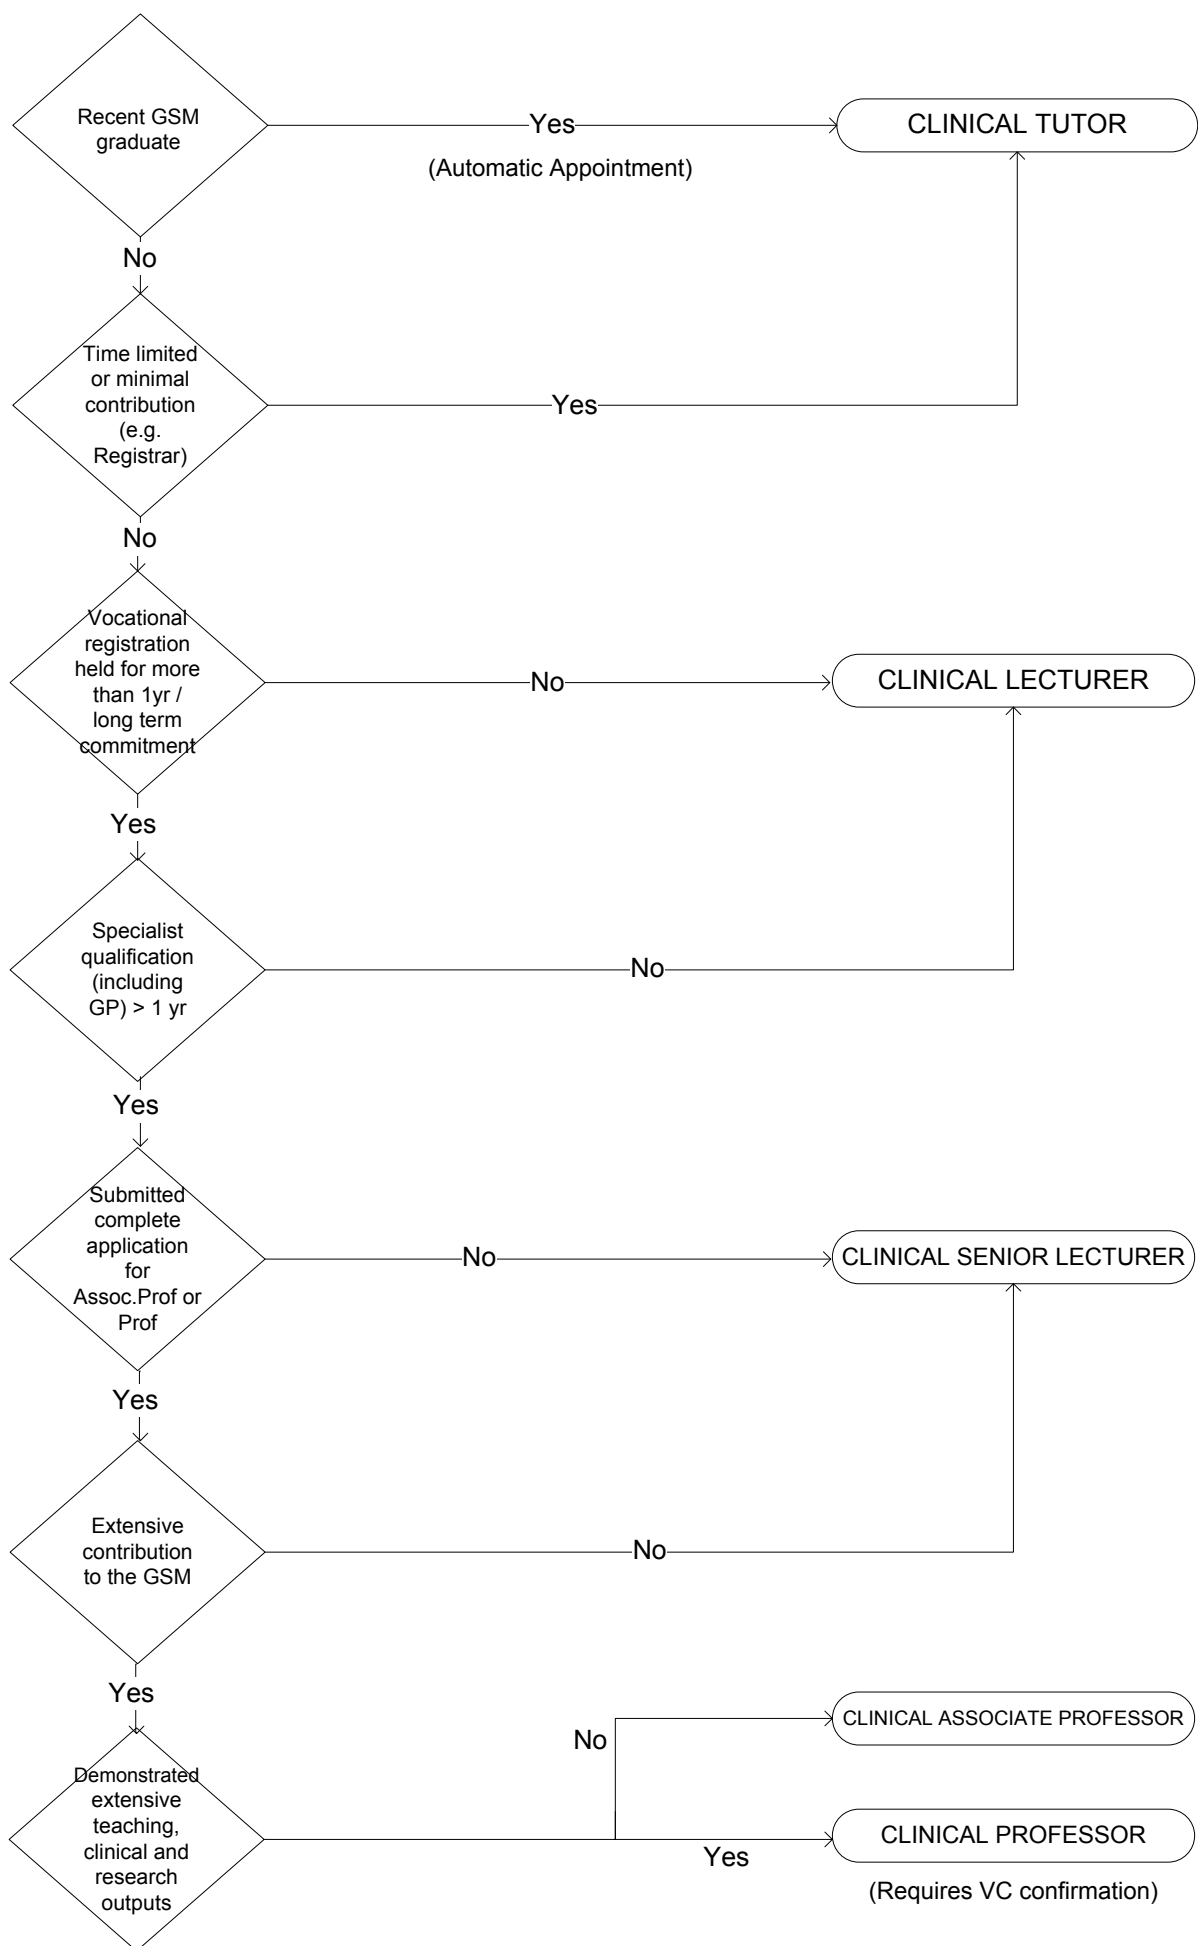 Recent GSM
graduate
Yes
(Automatic Appointment)
CLINICAL TUTOR
No
Time limited
or minimal
contribution
(e.g.
Registrar)
Yes
No
Vocational
registration
held for more
than 1yr /
long term
commitment
No
CLINICAL LECTURER
Yes
Specialist
qualification
(including
GP) > 1 yr
No
Yes
Submitted
complete
application
for
Assoc.Prof or
Prof
No
CLINICAL SENIOR LECTURER
Yes
Extensive
contribution
to the GSM
No
Yes
Demonstrated
extensive
teaching,
clinical and
research
outputs
No
CLINICAL ASSOCIATE PROFESSOR
Yes
CLINICAL PROFESSOR
(Requires VC confirmation)